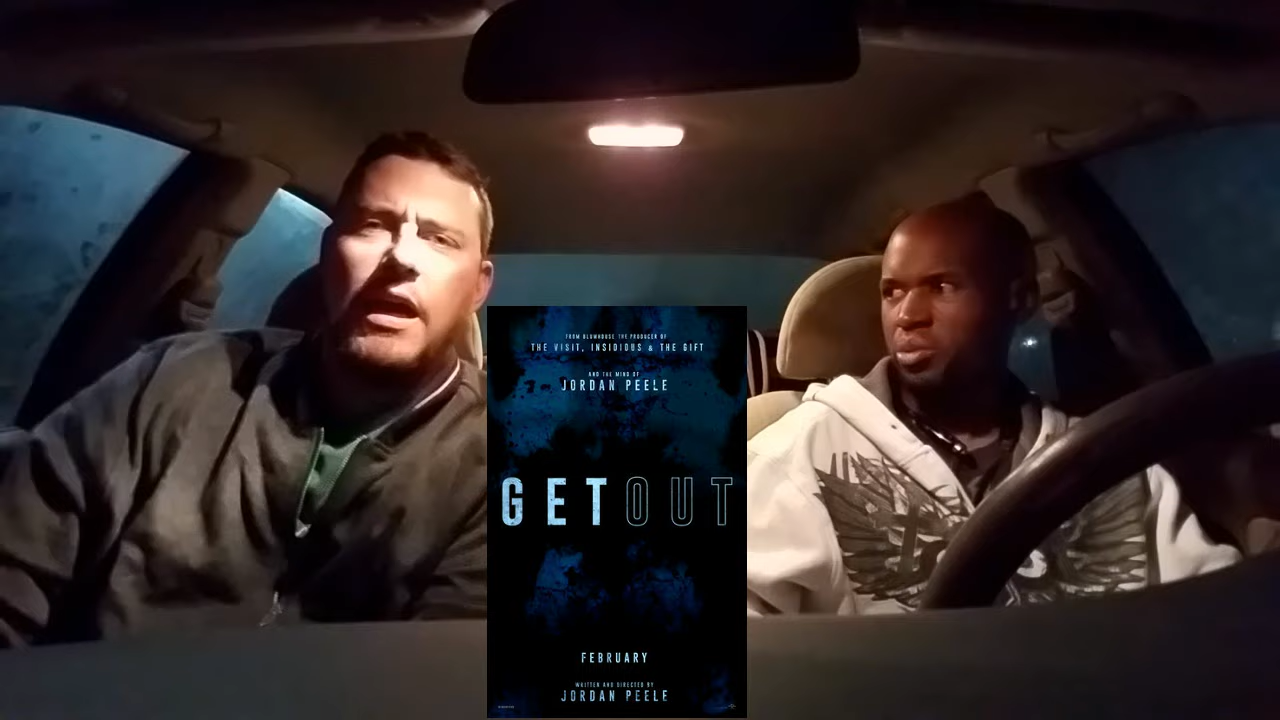 FROM BLUMHOUSE THE PRODUCER OF
THE VISIT, INSIDIOUS & THE GIFT
AND THE MIND OF
JORDAN PEELE
GET OUT
FEBRUARY
WRITTEN AND DIRECTED BY
JORDAN PEELE